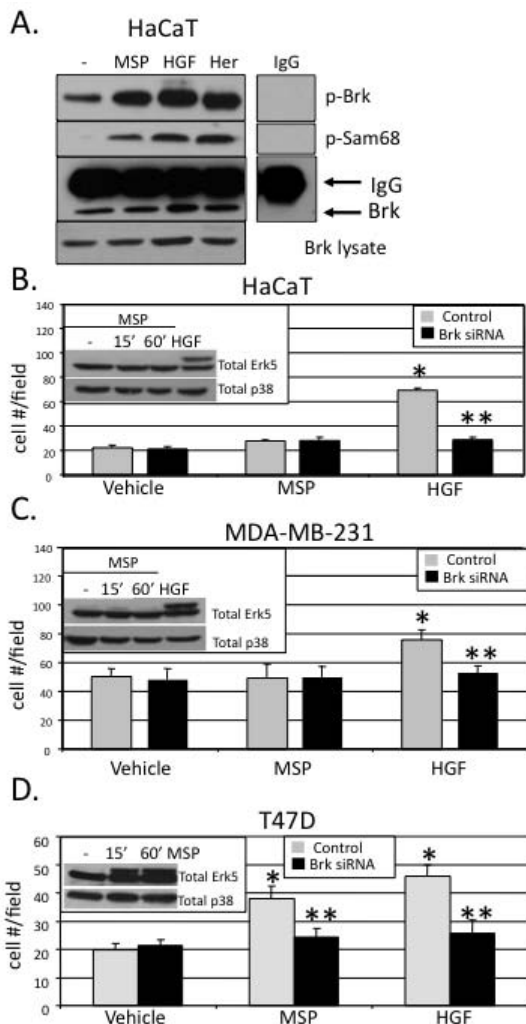 A.
HaCaT
- MSP HGF Her IgG
p-Brk
p-Sam68
IgG
Brk
Brk lysate
B.
HaCaT
140
120
100
80
60
40
20
0
cell #/field
MSP
- 15’ 60’ HGF
Total Erk5
Total p38
Control
Brk siRNA
*
**
Vehicle MSP HGF
C.
MDA-MB-231
140
120
100
80
60
40
20
0
cell #/field
MSP
- 15’ 60’ HGF
Total Erk5
Total p38
Control
Brk siRNA
*
**
Vehicle MSP HGF
D.
T47D
60
50
40
30
20
10
0
cell #/field
- 15’ 60’ MSP
Total Erk5
Total p38
Control
Brk siRNA
* *
** **
Vehicle MSP HGF